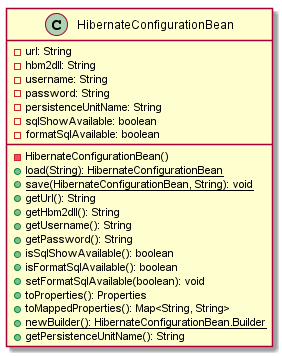 C HibernateConfigurationBean
url: String
hbm2dll: String
username: String
password: String
persistenceUnitName: String
sqlShowAvailable: boolean
formatSqlAvailable: boolean
HibernateConfigurationBean()
load(String): HibernateConfigurationBean
save(HibernateConfigurationBean, String): void
getUrl(): String
getHbm2dll(): String
getUsername(): String
getPassword(): String
isSqlShowAvailable(): boolean
isFormatSqlAvailable(): boolean
setFormatSqlAvailable(boolean): void
toProperties(): Properties
toMappedProperties(): Map<String, String>
newBuilder(): HibernateConfigurationBean.Builder
getPersistenceUnitName(): String